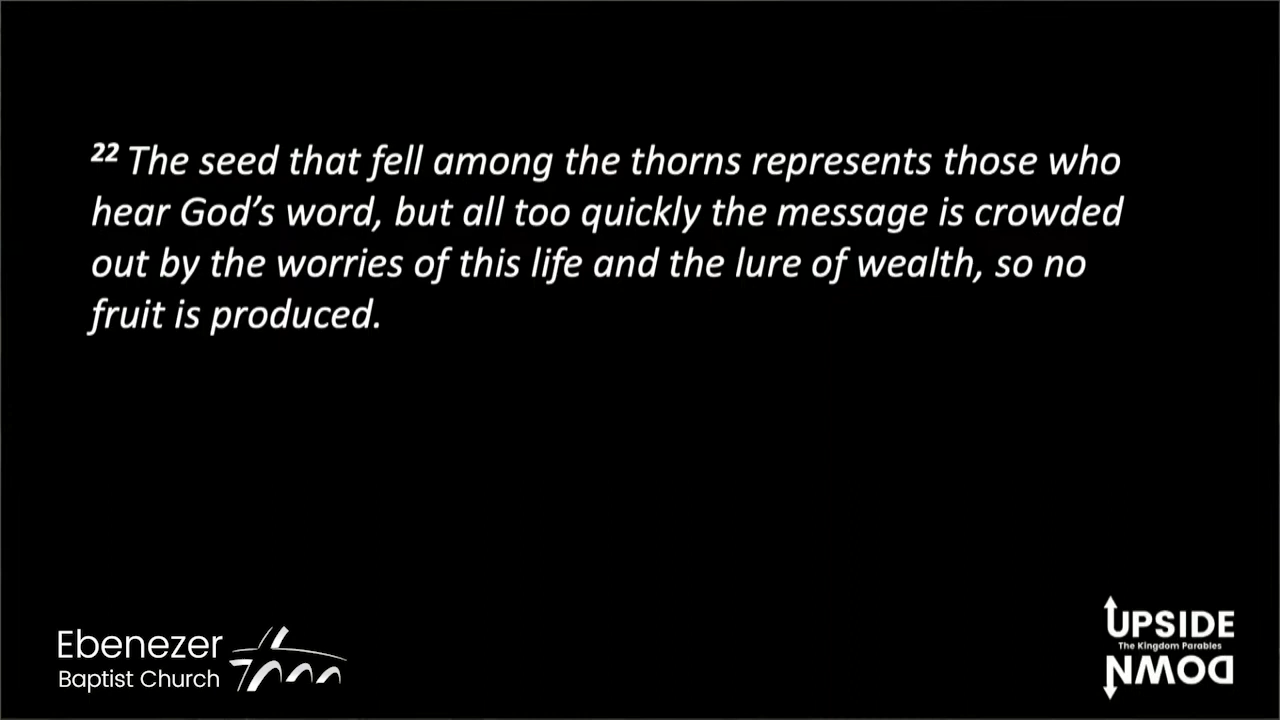 22 The seed that fell among the thorns represents those who
hear God’s word, but all too quickly the message is crowded
out by the worries of this life and the lure of wealth, so no
fruit is produced.
Ebenezer
Baptist Church
UPSIDE
The Kingdom Parables
DOWN